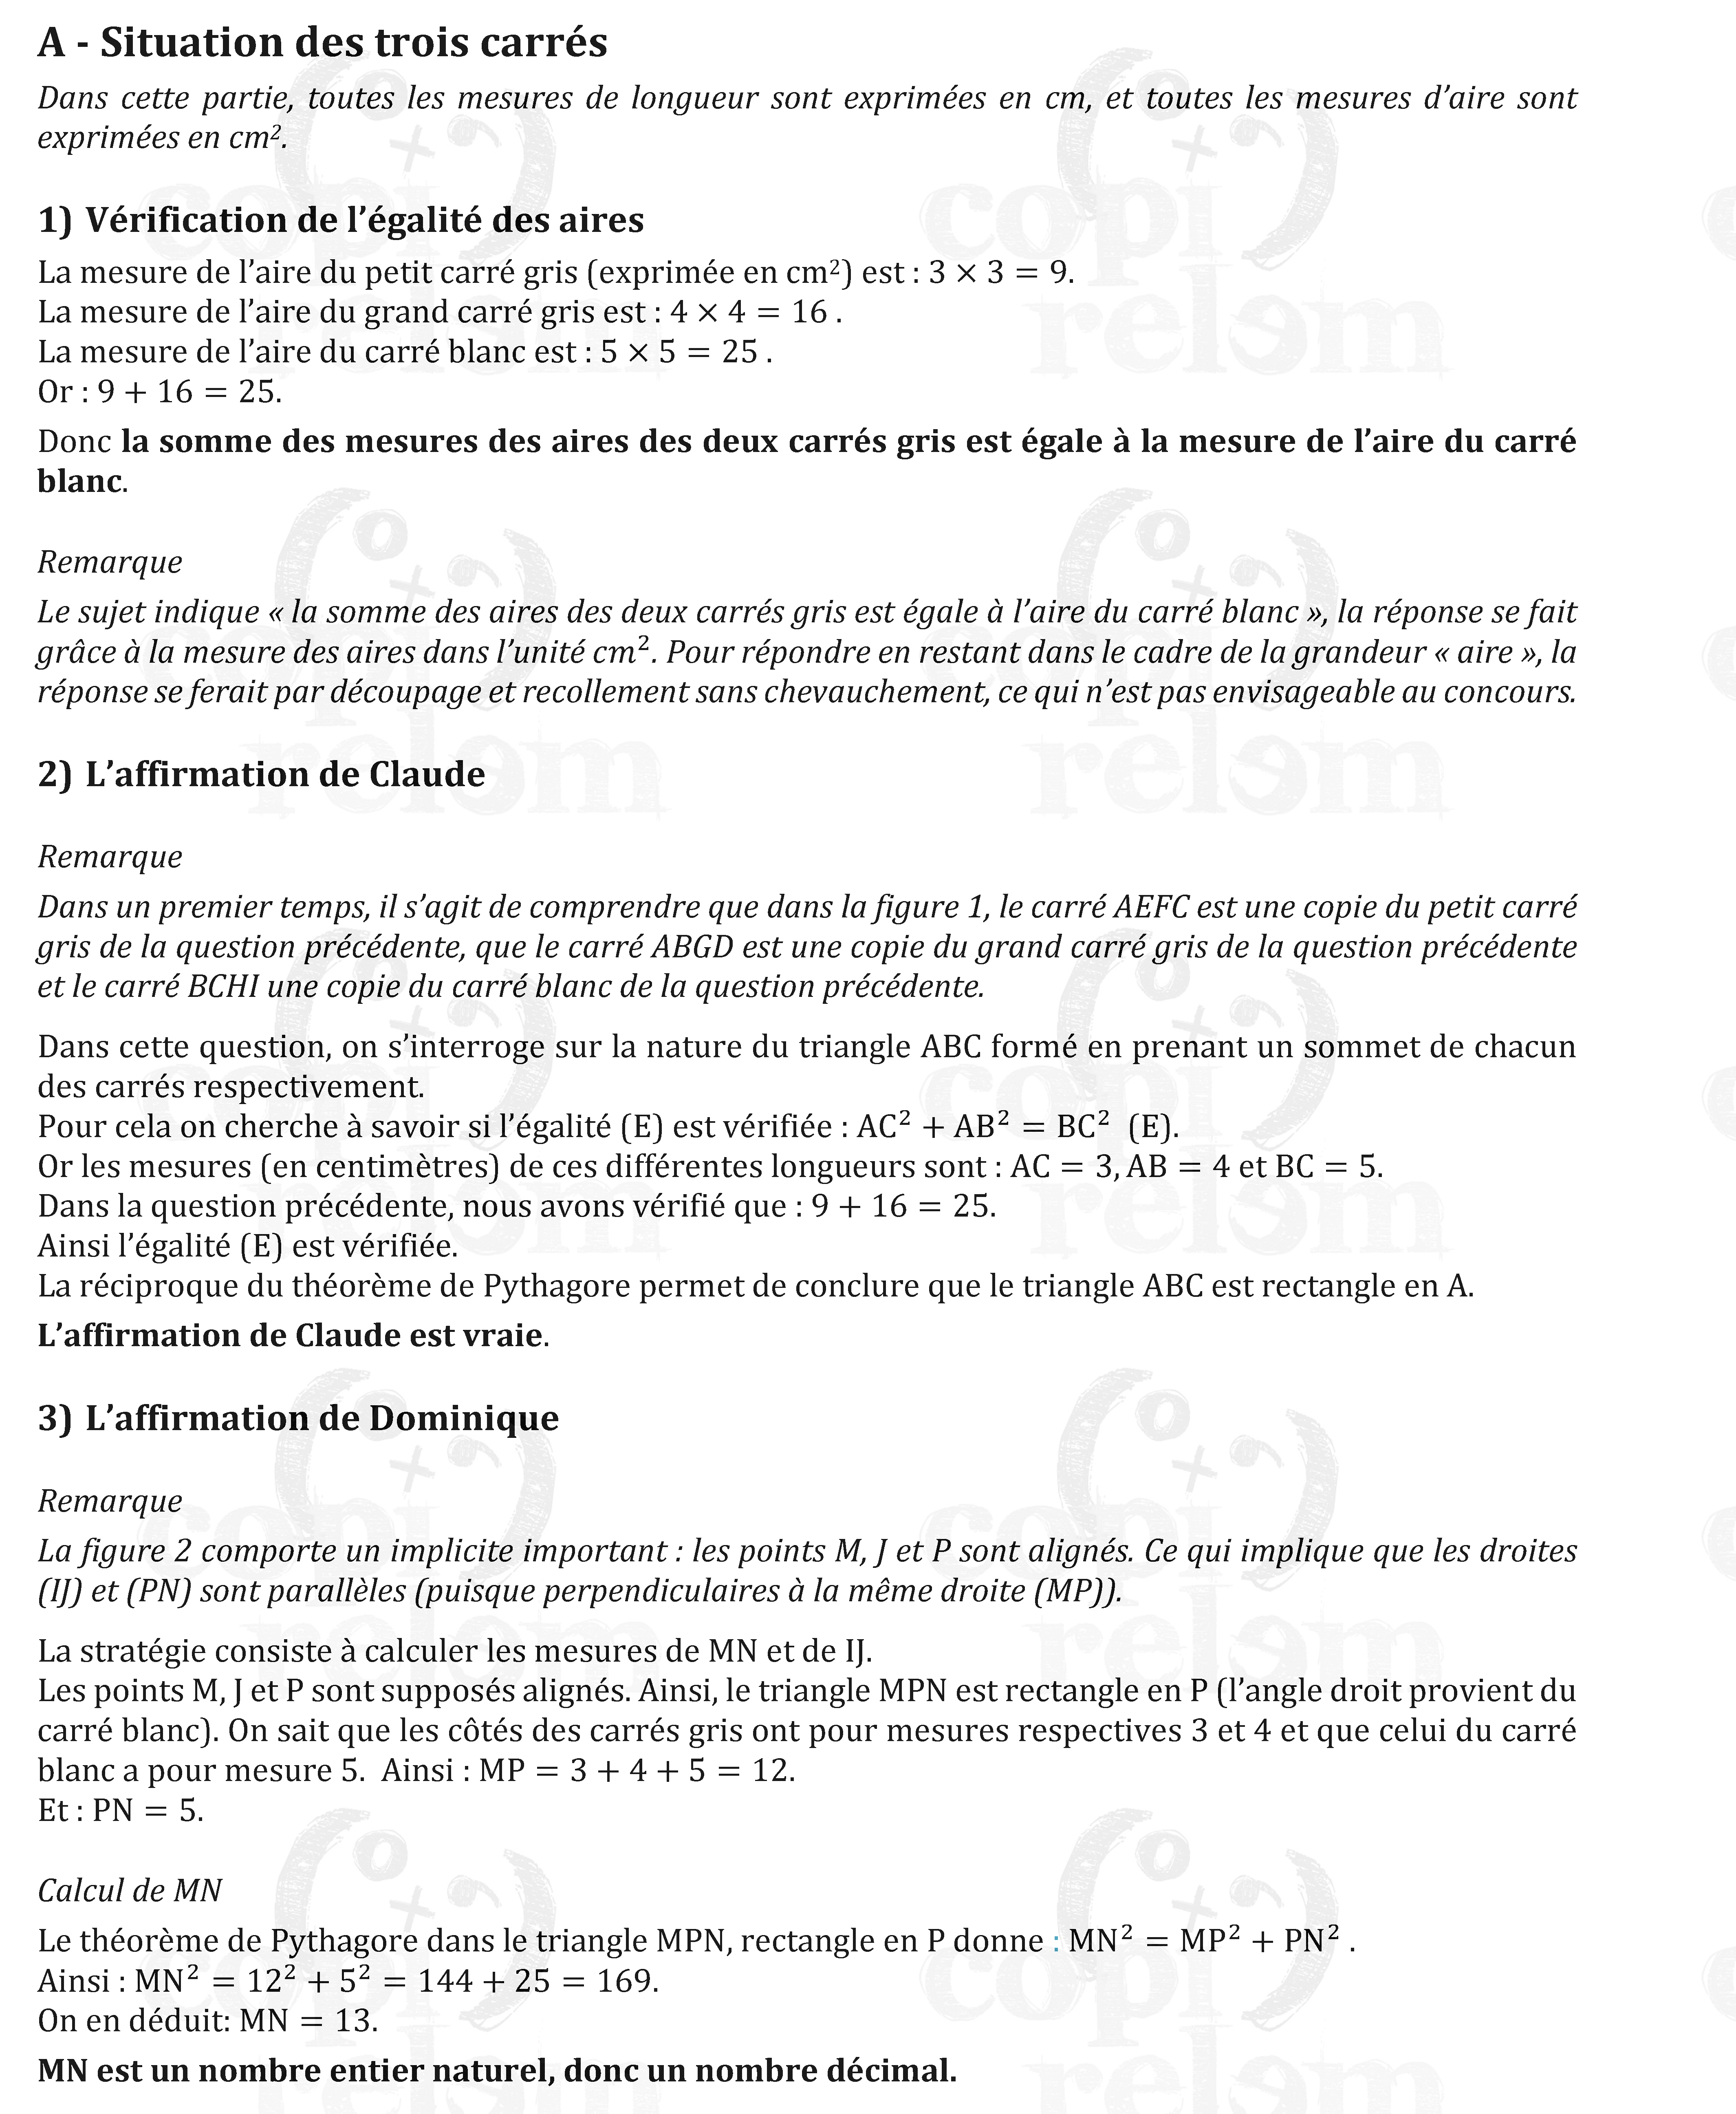 A - Situation des trois carrés
Dans cette partie, toutes les mesures de longueur sont exprimées en cm, et toutes les mesures d’aire sont
exprimées en cm².
1) Vérification de l’égalité des aires
La mesure de l’aire du petit carré gris (exprimée en cm²) est : 3 × 3 = 9.
La mesure de l’aire du grand carré gris est : 4 × 4 = 16 .
La mesure de l’aire du carré blanc est : 5 × 5 = 25 .
Or : 9 + 16 = 25.
Donc la somme des mesures des aires des deux carrés gris est égale à la mesure de l’aire du carré
blanc.
Remarque
Le sujet indique « la somme des aires des deux carrés gris est égale à l’aire du carré blanc », la réponse se fait
grâce à la mesure des aires dans l’unité cm². Pour répondre en restant dans le cadre de la grandeur « aire », la
réponse se ferait par découpage et recollement sans chevauchement, ce qui n’est pas envisageable au concours.
2) L’affirmation de Claude
Remarque
Dans un premier temps, il s’agit de comprendre que dans la figure 1, le carré AEFC est une copie du petit carré
gris de la question précédente, que le carré ABGD est une copie du grand carré gris de la question précédente
et le carré BCHI une copie du carré blanc de la question précédente.
Dans cette question, on s’interroge sur la nature du triangle ABC formé en prenant un sommet de chacun
des carrés respectivement.
Pour cela on cherche à savoir si l’égalité (E) est vérifiée : AC² + AB² = BC² (E).
Or les mesures (en centimètres) de ces différentes longueurs sont : AC = 3, AB = 4 et BC = 5.
Dans la question précédente, nous avons vérifié que : 9 + 16 = 25.
Ainsi l’égalité (E) est vérifiée.
La réciproque du théorème de Pythagore permet de conclure que le triangle ABC est rectangle en A.
L’affirmation de Claude est vraie.
3) L’affirmation de Dominique
Remarque
La figure 2 comporte un implicite important : les points M, J et P sont alignés. Ce qui implique que les droites
(IJ) et (PN) sont parallèles (puisque perpendiculaires à la même droite (MP)).
La stratégie consiste à calculer les mesures de MN et de IJ.
Les points M, J et P sont supposés alignés. Ainsi, le triangle MPN est rectangle en P (l’angle droit provient du
carré blanc). On sait que les côtés des carrés gris ont pour mesures respectives 3 et 4 et que celui du carré
blanc a pour mesure 5. Ainsi : MP = 3 + 4 + 5 = 12.
Et : PN = 5.
Calcul de MN
Le théorème de Pythagore dans le triangle MPN, rectangle en P donne : MN² = MP² + PN² .
Ainsi : MN² = 12² + 5² = 144 + 25 = 169.
On en déduit: MN = 13.
MN est un nombre entier naturel, donc un nombre décimal.